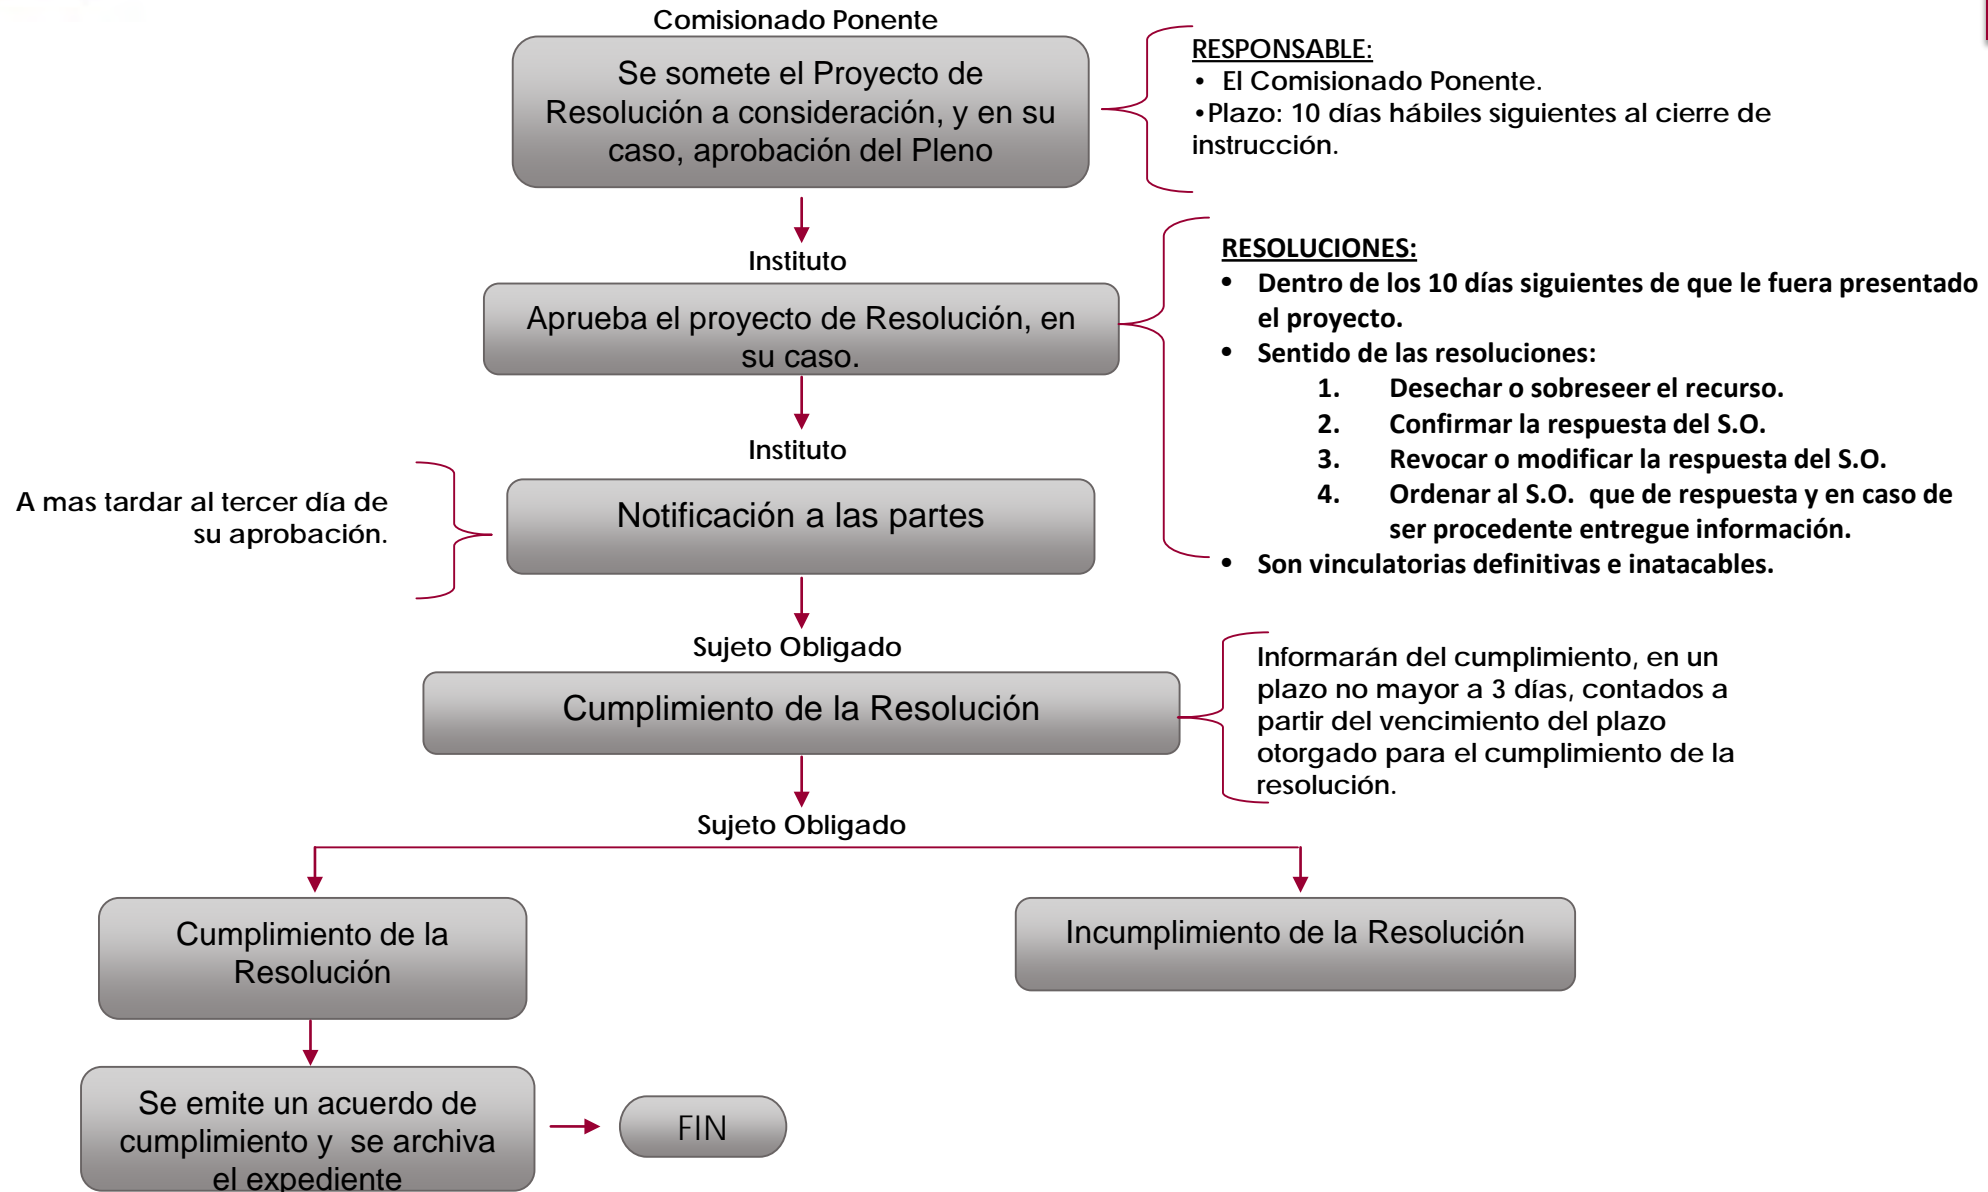 Comisionado Ponente
Se somete el Proyecto de
Resolución a consideración, y en su
caso, aprobación del Pleno
RESPONSABLE:
• El Comisionado Ponente.
•Plazo: 10 días hábiles siguientes al cierre de
instrucción.
Instituto
Aprueba el proyecto de Resolución, en
su caso.
RESOLUCIONES:
• Dentro de los 10 días siguientes de que le fuera presentado
el proyecto.
• Sentido de las resoluciones:
1. Desechar o sobreseer el recurso.
2. Confirmar la respuesta del S.O.
3. Revocar o modificar la respuesta del S.O.
4. Ordenar al S.O. que de respuesta y en caso de
ser procedente entregue información.
• Son vinculatorias definitivas e inatacables.
Instituto
Notificación a las partes
A mas tardar al tercer día de
su aprobación.
Sujeto Obligado
Cumplimiento de la Resolución
Informarán del cumplimiento, en un
plazo no mayor a 3 días, contados a
partir del vencimiento del plazo
otorgado para el cumplimiento de la
resolución.
Sujeto Obligado
Cumplimiento de la
Resolución
Incumplimiento de la Resolución
Se emite un acuerdo de
cumplimiento y se archiva
el expediente
FIN